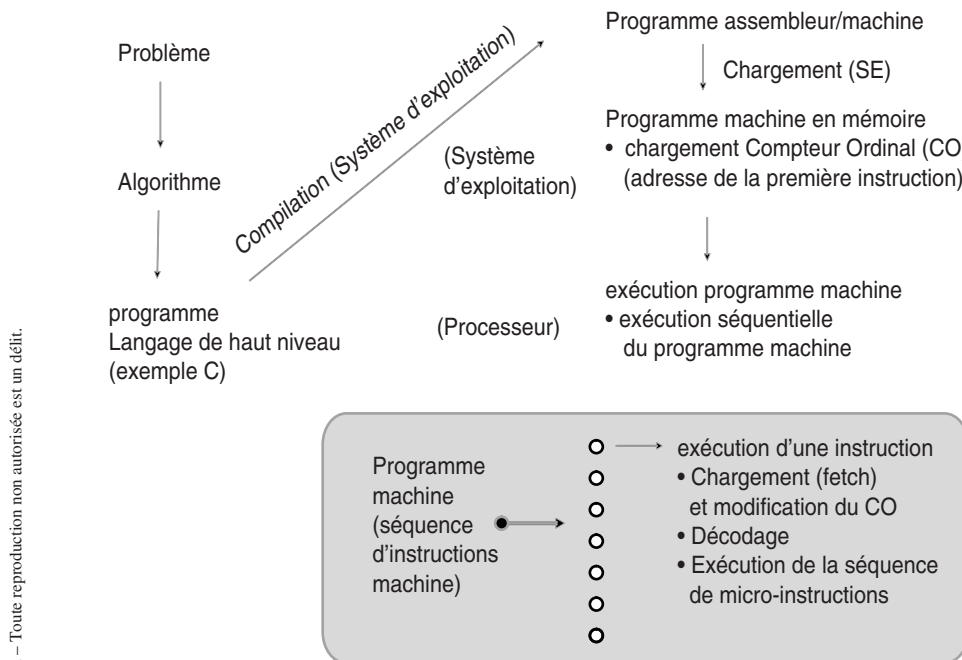 Problème
Algorithme
programme
Langage de haut niveau
(exemple C)
Compilation (Système d'exploitation)
Programme assembleur/machine
Chargement (SE)
(Système
d'exploitation)
Programme machine en mémoire
• chargement Compteur Ordinal (CO
(adresse de la première instruction)
(Processeur)
exécution programme machine
• exécution séquentielle
du programme machine
Programme
machine
(séquence
d'instructions
machine)
exécution d'une instruction
• Chargement (fetch)
et modification du CO
• Décodage
• Exécution de la séquence
de micro-instructions
. – Toute reproduction non autorisée est un délit.